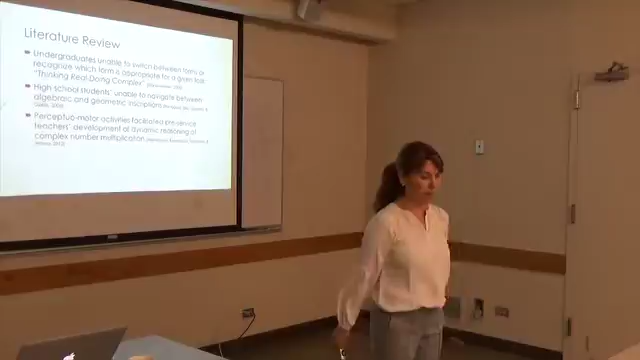 Literature Review
Undergraduates unable to switch between forms or
recognize which form is appropriate for a given task
"Thinking Real-Doing Complex"
High school students' unable to navigate between
algebraic and geometric inscriptions
Perceptuo-motor activities facilitated pre-service
teachers' development of dynamic reasoning of
complex number multiplication